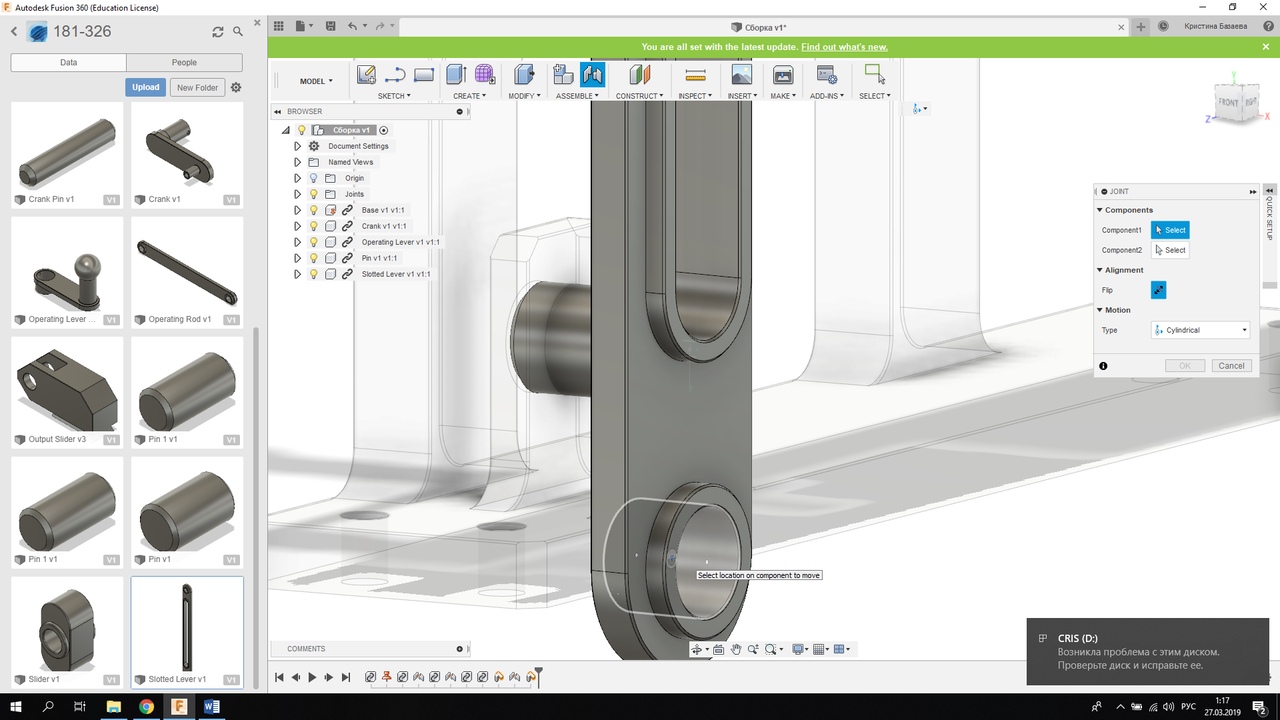 Autodesk Fusion 360 (Education License)
181-326
Data
People
Upload
New Folder
Crank Pin v1
V1
Crank v1
V1
Operating Lever ...
V1
Operating Rod v1
V1
Output Slider v3
V1
Pin 1 v1
V1
Pin 1 v1
V1
Pin v1
V1
Slider v1
V1
Slotted Lever v1
V1
Сборка v1*
Кристина Базаева
You are all set with the latest update. Find out what's new.
MODEL
SKETCH
CREATE
MODIFY
ASSEMBLE
CONSTRUCT
INSPECT
INSERT
MAKE
ADD-INS
SELECT
BROWSER
Сборка v1
Document Settings
Named Views
Origin
Joints
Base v1 v1:1
Crank v1 v1:1
Operating Lever v1 v1:1
Pin v1 v1:1
Slotted Lever v1 v1:1
Y
FRONT
RIGHT
Z
X
JOINT
QUICK SETUP
Components
Component1
Select
Component2
Select
Alignment
Flip
Motion
Type
Cylindrical
OK
Cancel
Select location on component to move
COMMENTS
CRIS (D:)
Возникла проблема с этим диском.
Проверьте диск и исправьте ее.
РУС
1:17
27.03.2019
2